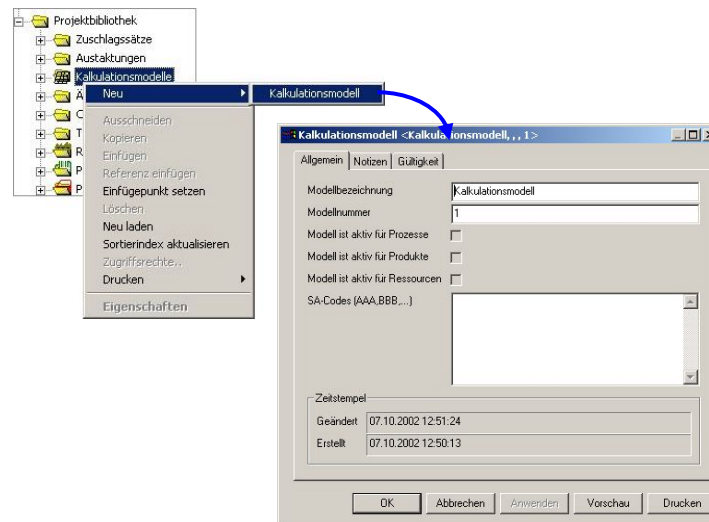 Projektbibliothek
Zuschlagssätze
Austaktungen
Kalkulationsmodelle
Ä
C
T
R
P
P
Neu
Ausschneiden
Kopieren
Einfügen
Referenz einfügen
Einfügepunkt setzen
Löschen
Neu laden
Sortierindex aktualisieren
Zugriffsrechte..
Drucken
Eigenschaften
Kalkulationsmodell
Kalkulationsmodell <Kalkulationsmodell, , , 1>
Allgemein Notizen Gültigkeit
Modellbezeichnung Kalkulationsmodell
Modellnummer 1
Modell ist aktiv für Prozesse
Modell ist aktiv für Produkte
Modell ist aktiv für Ressourcen
SA-Codes (AAA,BBB,...)
Zeitstempel
Geändert 07.10.2002 12:51:24
Erstellt 07.10.2002 12:50:13
OK Abbrechen Anwenden Vorschau Drucken